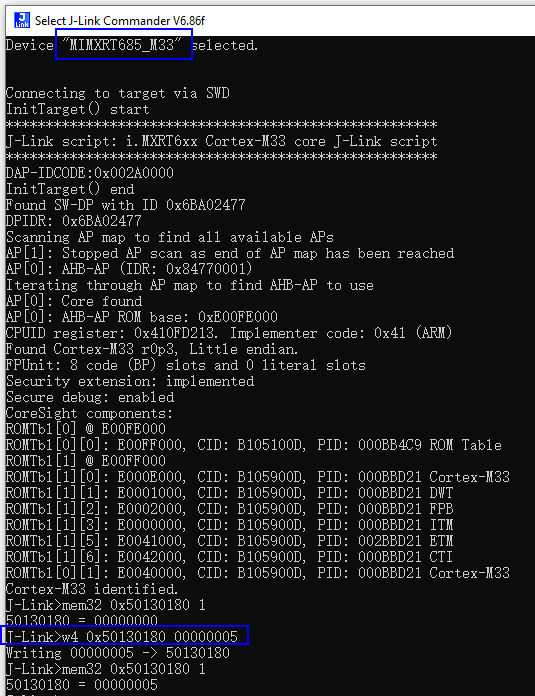 J-Link
Select J-Link Commander V6.86f
Device "MIMXRT685_M33" selected.
Connecting to target via SWD
InitTarget() start
******************************************************
J-Link script: i.MXRT6xx Cortex-M33 core J-Link script
******************************************************
DAP-IDCODE:0x002A0000
InitTarget() end
Found SW-DP with ID 0x6BA02477
DPIDR: 0x6BA02477
Scanning AP map to find all available APs
AP[1]: Stopped AP scan as end of AP map has been reached
AP[0]: AHB-AP (IDR: 0x84770001)
Iterating through AP map to find AHB-AP to use
AP[0]: Core found
AP[0]: AHB-AP ROM base: 0xE00FE000
CPUID register: 0x410FD213. Implementer code: 0x41 (ARM)
Found Cortex-M33 r0p3, Little endian.
FPUnit: 8 code (BP) slots and 0 literal slots
Security extension: implemented
Secure debug: enabled
CoreSight components:
ROMTbl[0] @ E00FE000
ROMTbl[0][0]: E00FF000, CID: B105100D, PID: 000BB4C9 ROM Table
ROMTbl[1] @ E00FF000
ROMTbl[1][0]: E000E000, CID: B105900D, PID: 000BBD21 Cortex-M33
ROMTbl[1][1]: E0001000, CID: B105900D, PID: 000BBD21 DWT
ROMTbl[1][2]: E0002000, CID: B105900D, PID: 000BBD21 FPB
ROMTbl[1][3]: E0000000, CID: B105900D, PID: 000BBD21 ITM
ROMTbl[1][5]: E0041000, CID: B105900D, PID: 002BBD21 ETM
ROMTbl[1][6]: E0042000, CID: B105900D, PID: 000BBD21 CTI
ROMTbl[0][1]: E0040000, CID: B105900D, PID: 000BBD21 Cortex-M33
Cortex-M33 identified.
J-Link>mem32 0x50130180 1
50130180 = 00000000
J-Link>w4 0x50130180 00000005
Writing 00000005 -> 50130180
J-Link>mem32 0x50130180 1
50130180 = 00000005